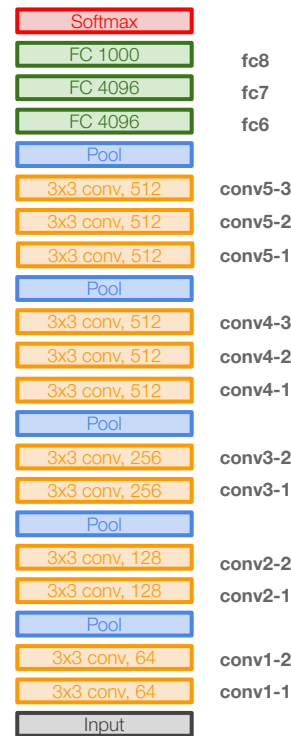 Softmax
FC 1000 fc8
FC 4096 fc7
FC 4096 fc6
Pool
3x3 conv, 512 conv5-3
3x3 conv, 512 conv5-2
3x3 conv, 512 conv5-1
Pool
3x3 conv, 512 conv4-3
3x3 conv, 512 conv4-2
3x3 conv, 512 conv4-1
Pool
3x3 conv, 256 conv3-2
3x3 conv, 256 conv3-1
Pool
3x3 conv, 128 conv2-2
3x3 conv, 128 conv2-1
Pool
3x3 conv, 64 conv1-2
3x3 conv, 64 conv1-1
Input